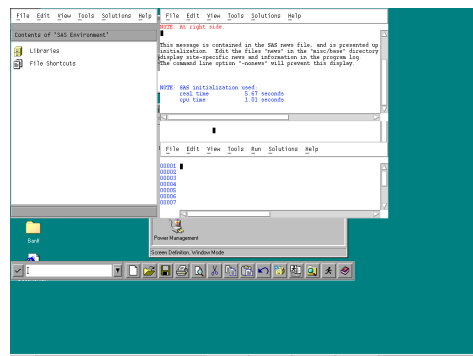 File Edit View Tools Solutions Help
Contents of 'SAS Environment'
Libraries
File Shortcuts
File Edit View Tools Solutions Help
NOTE: At right side.
This message is contained in the SAS news file, and is presented up
initialization. Edit the files "news" in the "misc/base" directory
display site-specific news and information in the program log.
The command line option "-nonews" will prevent this display.
NOTE: SAS initialization used:
real time 5.67 seconds
cpu time 1.01 seconds
File Edit View Tools Run Solutions Help
00001
00002
00003
00004
00005
00006
00007
Power Management
Screen Definition, Window Mode